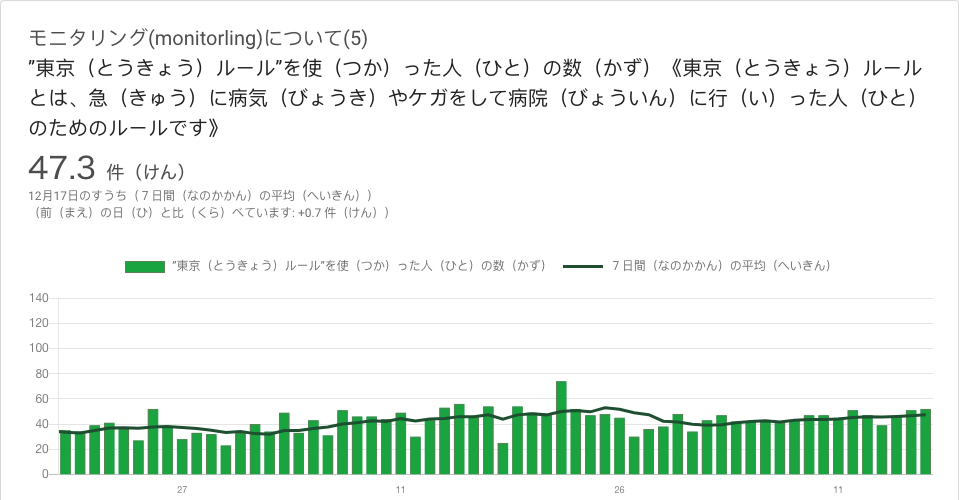 モニタリング(monitorling)について(5)
”東京（とうきょう）ルール”を使（つか）った人（ひと）の数（かず）《東京（とうきょう）ルール
とは、急（きゅう）に病気（びょうき）やケガをして病院（びょういん）に行（い）った人（ひと）
のためのルールです》
47.3 件（けん）
12月17日のすうち（７日間（なのかかん）の平均（へいきん））
（前（まえ）の日（ひ）と比（くら）べています: +0.7 件（けん））
”東京（とうきょう）ルール”を使（つか）った人（ひと）の数（かず） ７日間（なのかかん）の平均（へいきん）
140
120
100
80
60
40
20
0
27 11 26 11